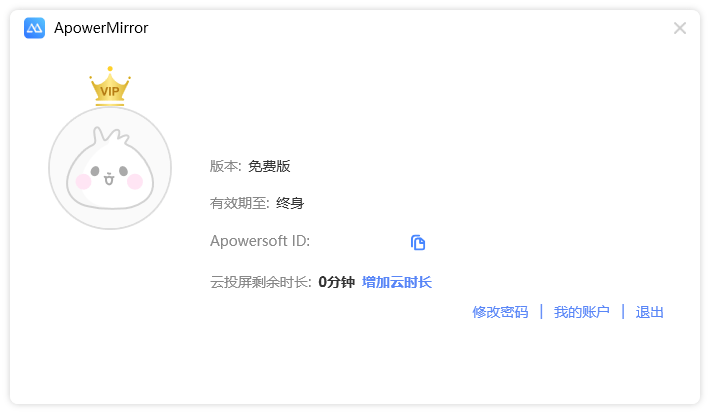 ApowerMirror
VIP
版本: 免费版
有效期至: 终身
Apowersoft ID:
云投屏剩余时长: 0分钟 增加云时长
修改密码 | 我的账户 | 退出